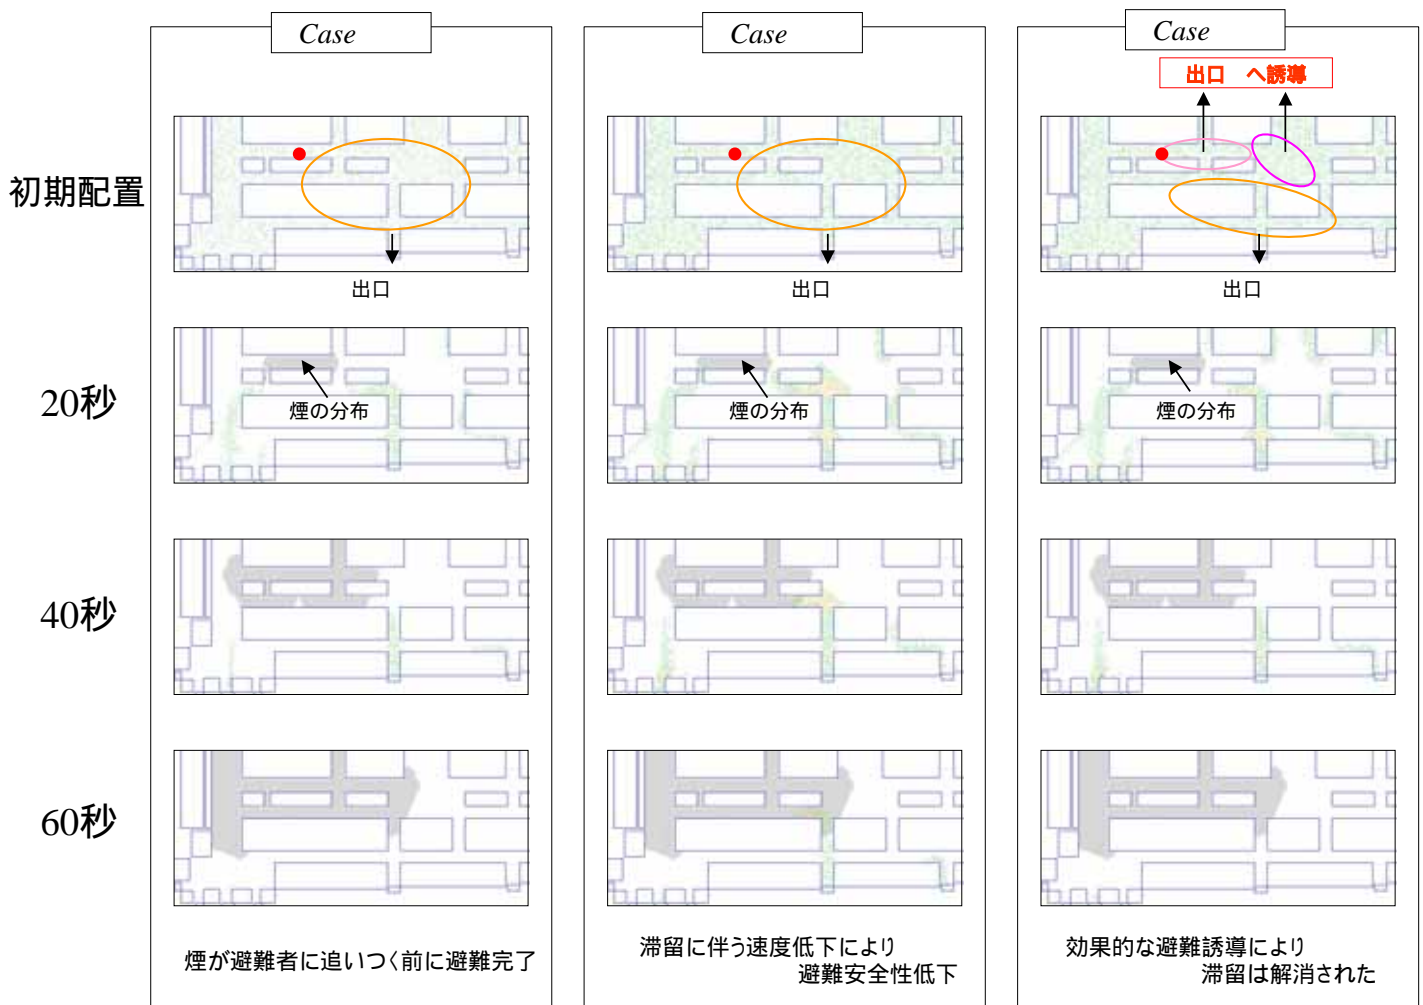 Case
Case
Case
出口 へ誘導
初期配置
出口
出口
出口
20秒
煙の分布
煙の分布
煙の分布
40秒
60秒
煙が避難者に追いつく前に避難完了
滞留に伴う速度低下により
避難安全性低下
効果的な避難誘導により
滞留は解消された